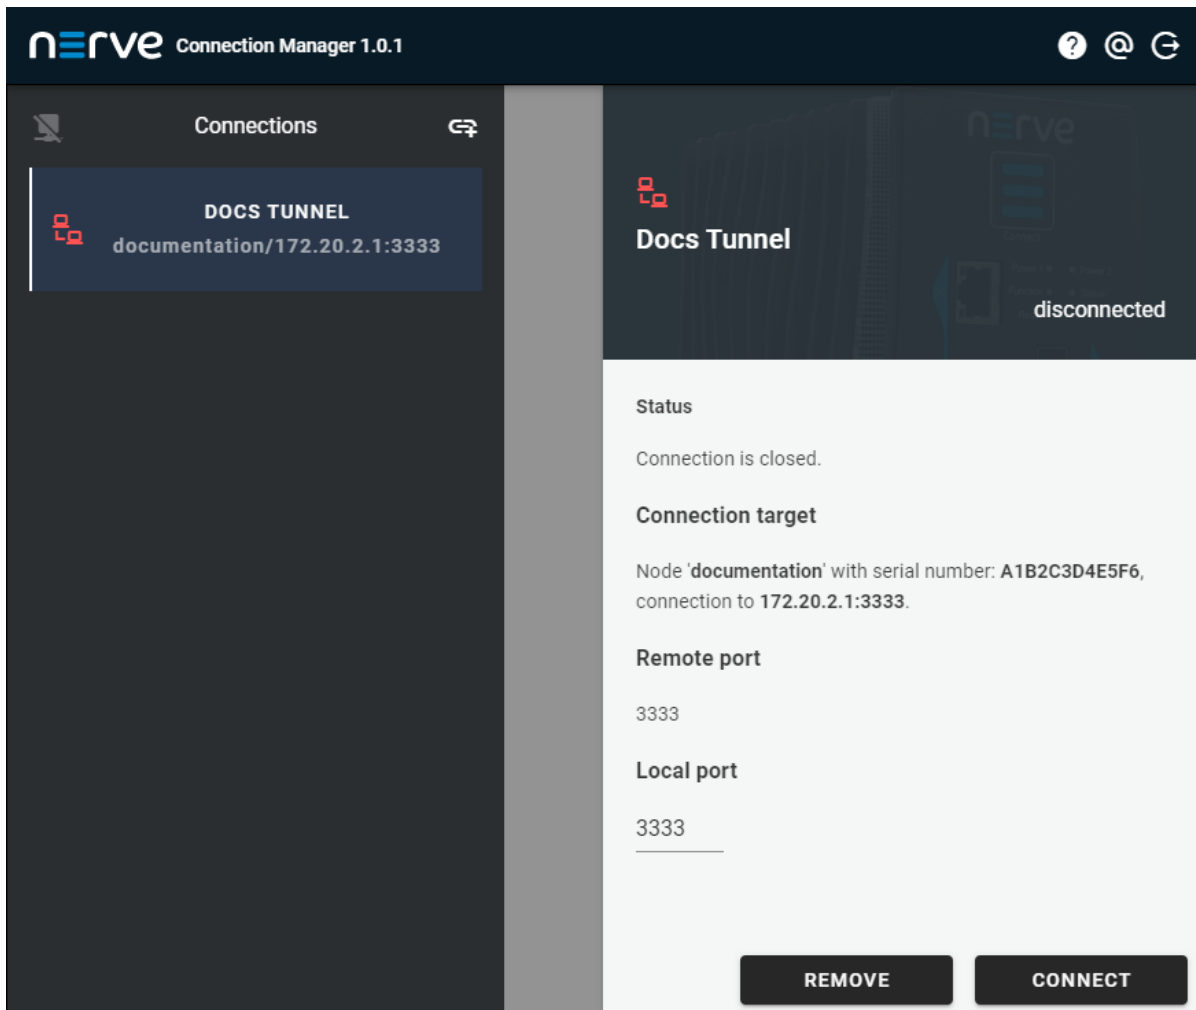 nerve Connection Manager 1.0.1
Connections
DOCS TUNNEL
documentation/172.20.2.1:3333
nerve
Docs Tunnel
disconnected
Status
Connection is closed.
Connection target
Node 'documentation' with serial number: A1B2C3D4E5F6,
connection to 172.20.2.1:3333.
Remote port
3333
Local port
3333
REMOVE
CONNECT